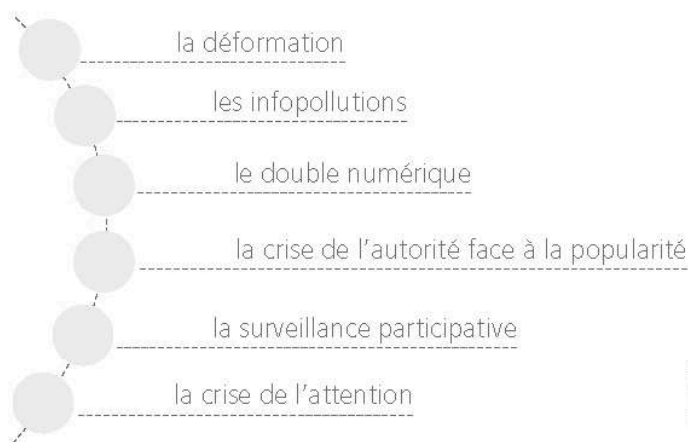 la déformation
les infopollutions
le double numérique
la crise de l'autorité face à la popularité
la surveillance participative
la crise de l'attention